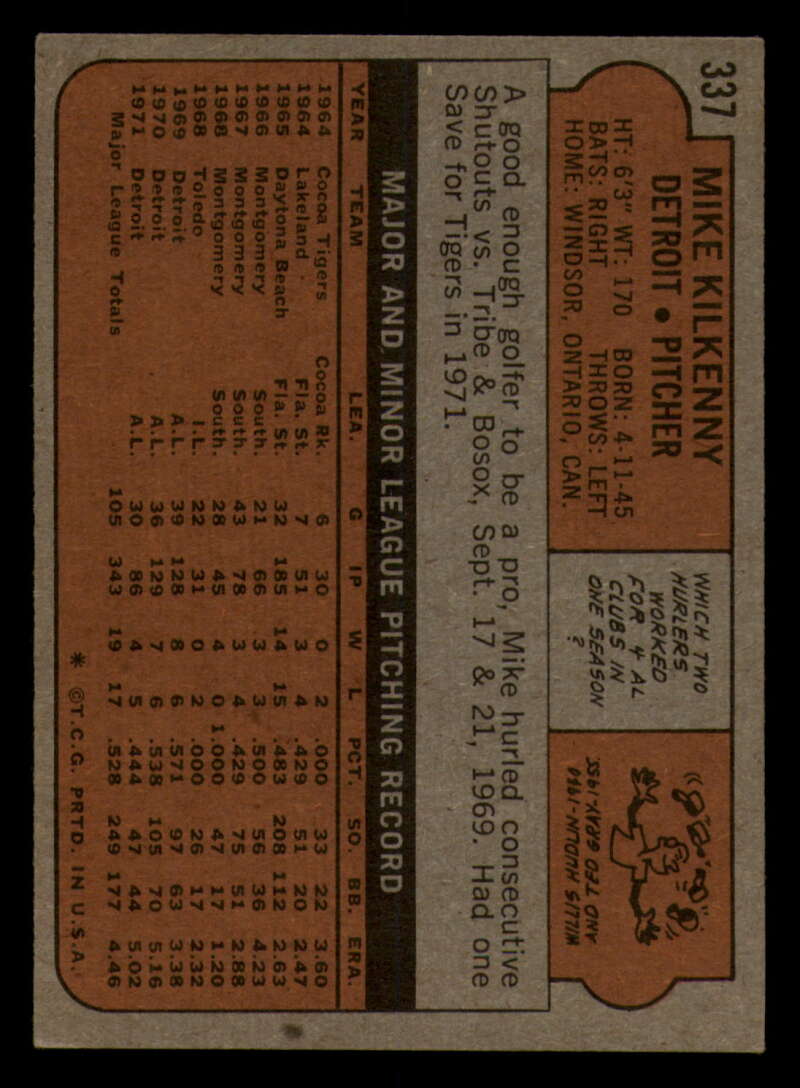 337
MIKE KILKENNY
DETROIT • PITCHER
HT: 6'3" WT: 170 BORN: 4-11-45
BATS: RIGHT THROWS: LEFT
HOME: WINDSOR, ONTARIO, CAN.
WHICH TWO
HURLERS
WORKED
FOR 4 AL
CLUBS IN
ONE SEASON
?
WILLIS HUDLIN-1940
AND TED GRAY-1955
A good enough golfer to be a pro, Mike hurled consecutive
Shutouts vs. Tribe & Bosox, Sept. 17 & 21, 1969. Had one
Save for Tigers in 1971.
MAJOR AND MINOR LEAGUE PITCHING RECORD
YEAR TEAM LEA. G IP W L PCT. SO. BB. ERA.
1964 Cocoa Tigers Cocoa Rk. 6 30 0 2 .000 33 22 3.60
1964 Lakeland Fla. St. 7 51 3 4 .429 51 20 2.47
1965 Daytona Beach Fla. St. 32 185 14 15 .483 208 112 2.63
1966 Montgomery South. 21 66 3 3 .500 56 36 4.23
1967 Montgomery South. 43 78 3 4 .429 75 51 2.88
1968 Montgomery South. 28 45 4 0 1.000 47 17 1.20
1968 Toledo I.L. 22 31 0 2 .000 26 17 2.32
1969 Detroit A.L. 39 128 8 6 .571 97 63 3.38
1970 Detroit A.L. 36 129 7 6 .538 105 70 5.16
1971 Detroit A.L. 30 86 4 5 .444 47 44 5.02
Major League Totals 105 343 19 17 .528 249 177 4.46
* ©T.C.G. PRTD. IN U.S.A.